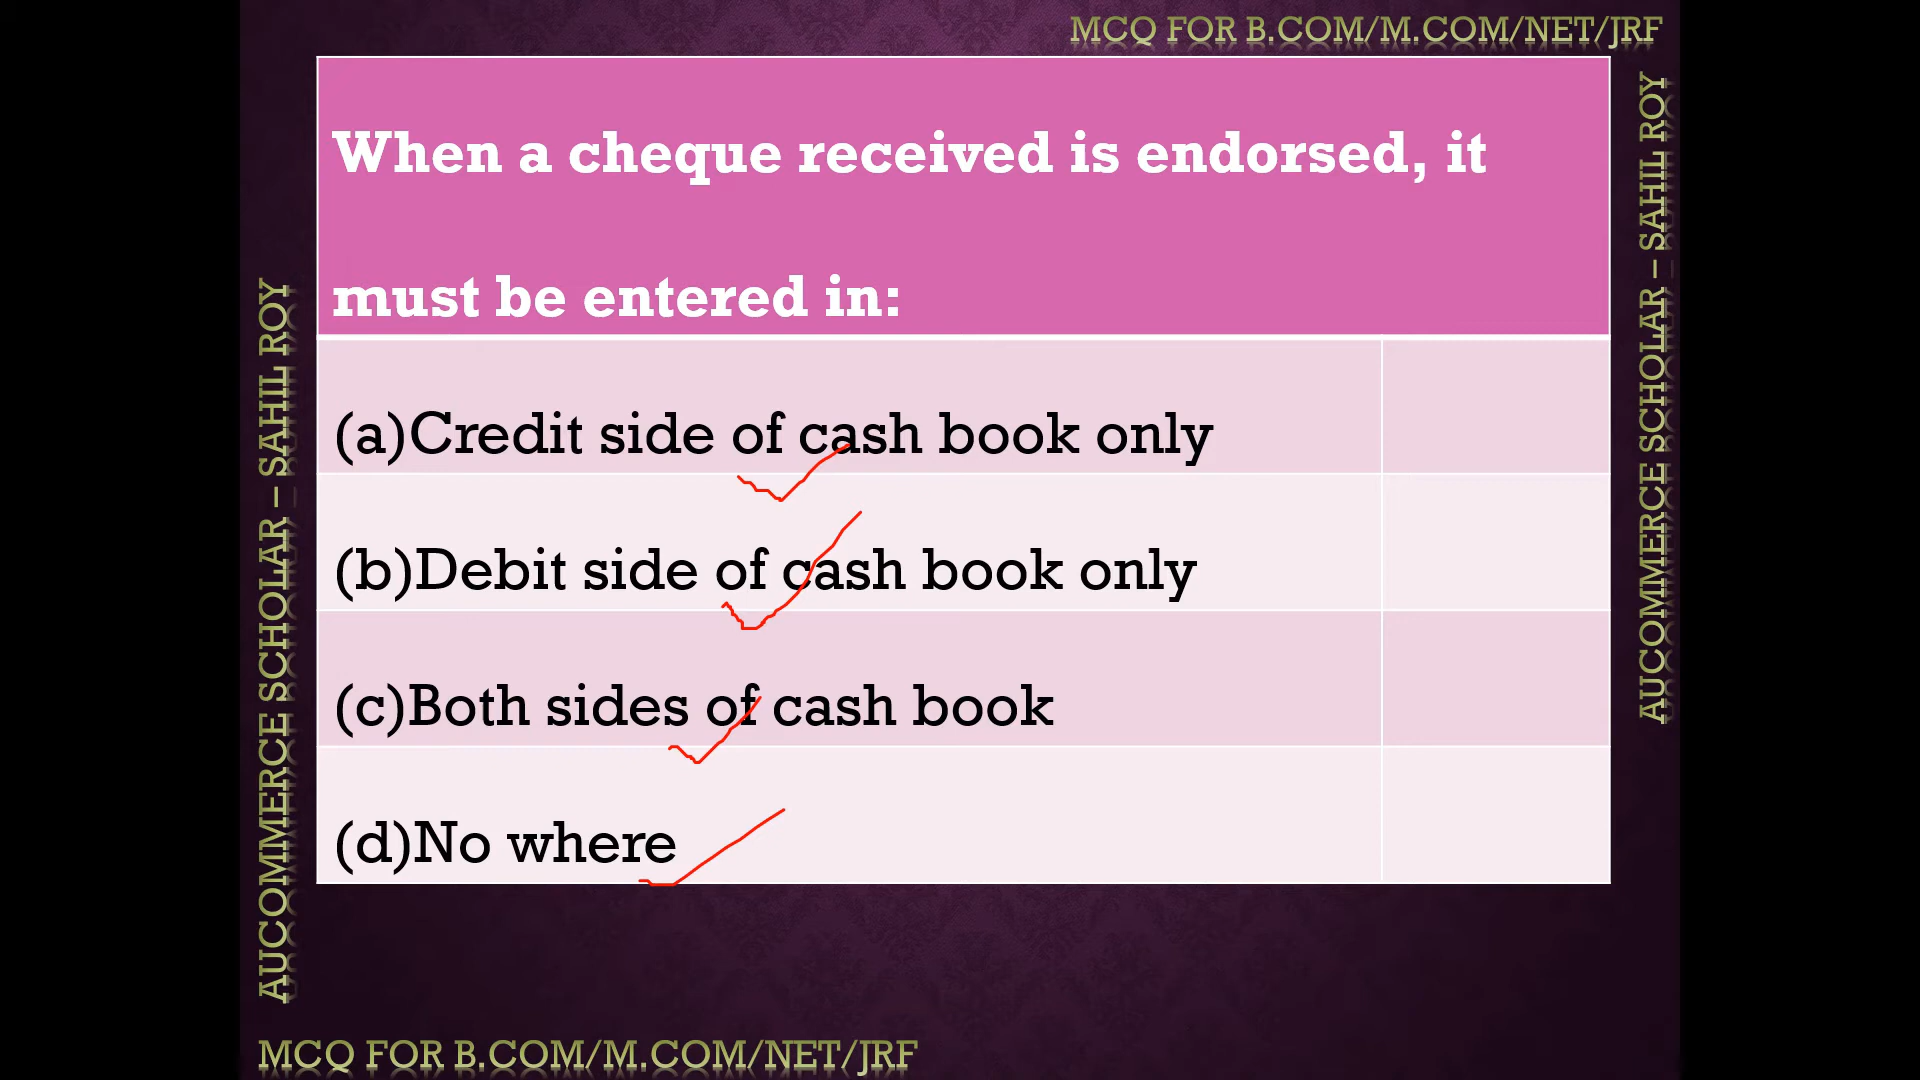 MCQ FOR B.COM/M.COM/NET/JRF
When a cheque received is endorsed, it
must be entered in:
(a)Credit side of cash book only
(b)Debit side of cash book only
(c)Both sides of cash book
(d)No where
AUCOMMERCE SCHOLAR – SAHIL ROY
AUCOMMERCE SCHOLAR – SAHIL ROY
MCQ FOR B.COM/M.COM/NET/JRF